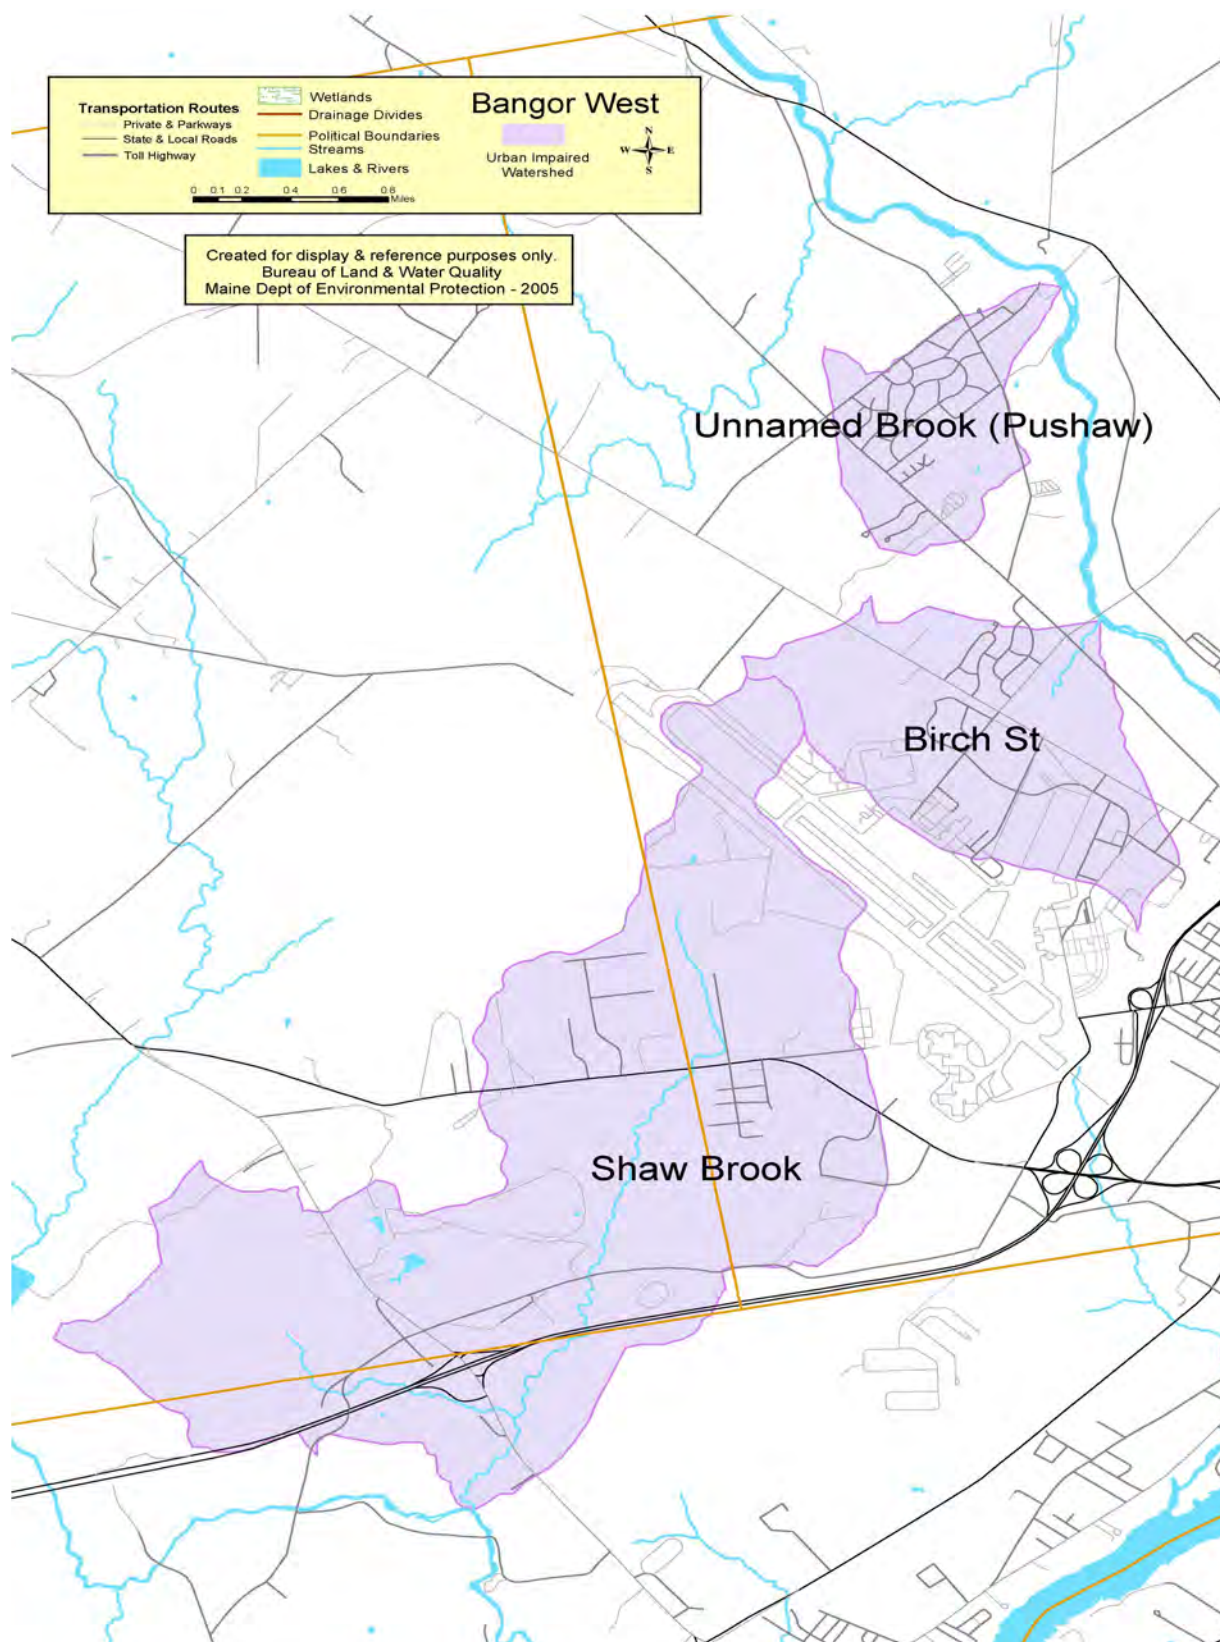 Transportation Routes
Private & Parkways
State & Local Roads
Toll Highway
Wetlands
Drainage Divides
Political Boundaries
Streams
Lakes & Rivers
Bangor West
Urban Impaired
Watershed
N
W E
S
0 0.1 0.2 0.4 0.6 0.8
Miles
Created for display & reference purposes only.
Bureau of Land & Water Quality
Maine Dept of Environmental Protection - 2005
Unnamed Brook (Pushaw)
Birch St
Shaw Brook